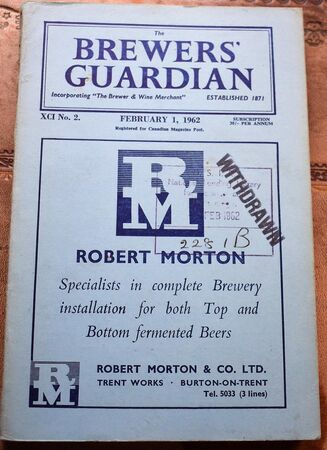 The
BREWERS'
GUARDIAN
Incorporating "The Brewer & Wine Merchant" ESTABLISHED 1871
XCI No. 2. FEBRUARY 1, 1962 SUBSCRIPTION
30/- PER ANNUM
Registered for Canadian Magazine Post.
R
M
WITHDRAWN
FEB 1962
2281B
ROBERT MORTON
Specialists in complete Brewery
installation for both Top and
Bottom fermented Beers
R
M
ROBERT MORTON & CO. LTD.
TRENT WORKS · BURTON-ON-TRENT
Tel. 5033 (3 lines)